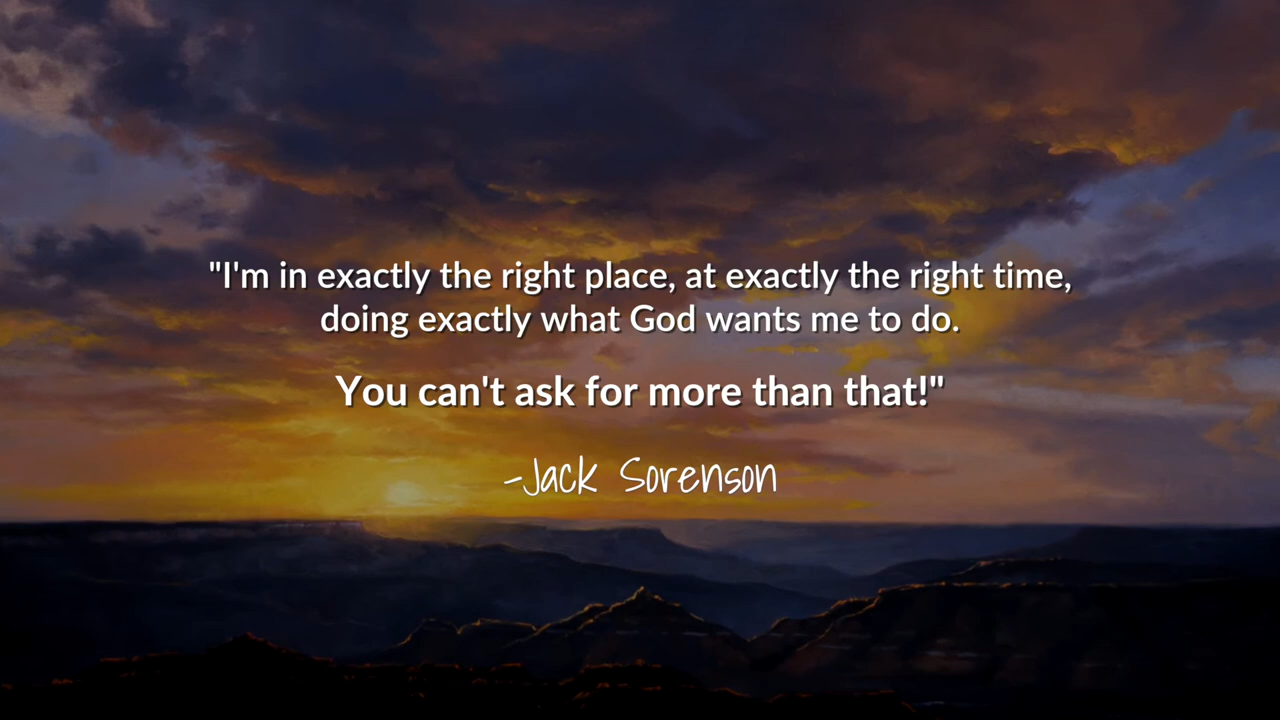 "I'm in exactly the right place, at exactly the right time,
doing exactly what God wants me to do.
You can't ask for more than that!"
-Jack Sorenson